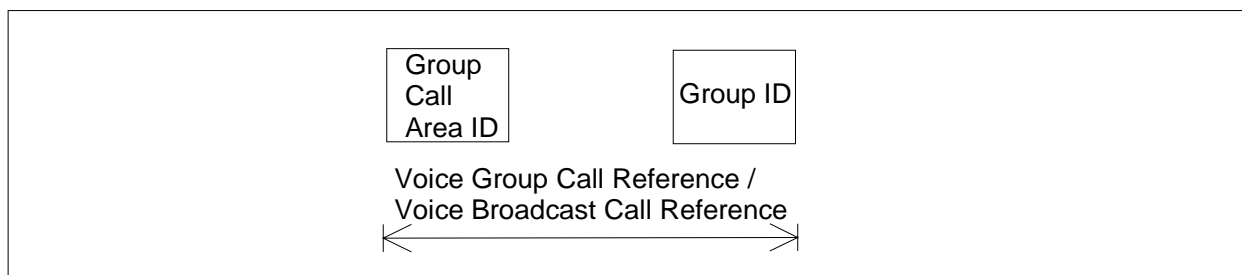 Group
Call
Area ID
Group ID
Voice Group Call Reference /
Voice Broadcast Call Reference